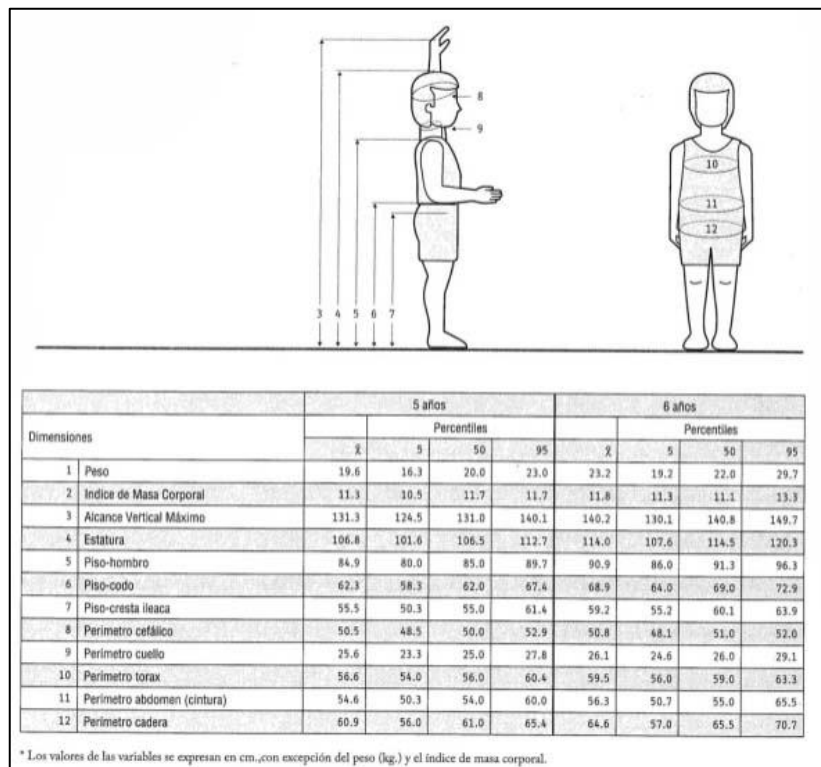 8
9
10
11
12
3 4 5 6 7
5 años 6 años
Dimensiones Percentiles Percentiles
x̄ 5 50 95 x̄ 5 50 95
1 Peso 19.6 16.3 20.0 23.0 23.2 19.2 22.0 29.7
2 Indice de Masa Corporal 11.3 10.5 11.7 11.7 11.8 11.3 11.1 13.3
3 Alcance Vertical Máximo 131.3 124.5 131.0 140.1 140.2 130.1 140.8 149.7
4 Estatura 106.8 101.6 106.5 112.7 114.0 107.6 114.5 120.3
5 Piso-hombro 84.9 80.0 85.0 89.7 90.9 86.0 91.3 96.3
6 Piso-codo 62.3 58.3 62.0 67.4 68.9 64.0 69.0 72.9
7 Piso-cresta ileaca 55.5 50.3 55.0 61.4 59.2 55.2 60.1 63.9
8 Perimetro cefálico 50.5 48.5 50.0 52.9 50.8 48.1 51.0 52.0
9 Perimetro cuello 25.6 23.3 25.0 27.8 26.1 24.6 26.0 29.1
10 Perimetro torax 56.6 54.0 56.0 60.4 59.5 56.0 59.0 63.3
11 Perimetro abdomen (cintura) 54.6 50.3 54.0 60.0 56.3 50.7 55.0 65.5
12 Perimetro cadera 60.9 56.0 61.0 65.4 64.6 57.0 65.5 70.7
* Los valores de las variables se expresan en cm.,con excepción del peso (kg.) y el índice de masa corporal.